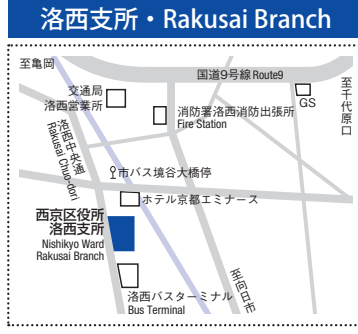 洛西支所・Rakusai Branch
至亀岡
国道9号線 Route9
至千代原口
交通局
洛西営業所
GS
消防署洛西消防出張所
Fire Station
洛西中央通
Rakusai Chuo-dori
市バス境谷大橋停
ホテル京都エミナース
西京区役所
洛西支所
Nishikyo Ward
Rakusai Branch
至向日市
洛西バスターミナル
Bus Terminal